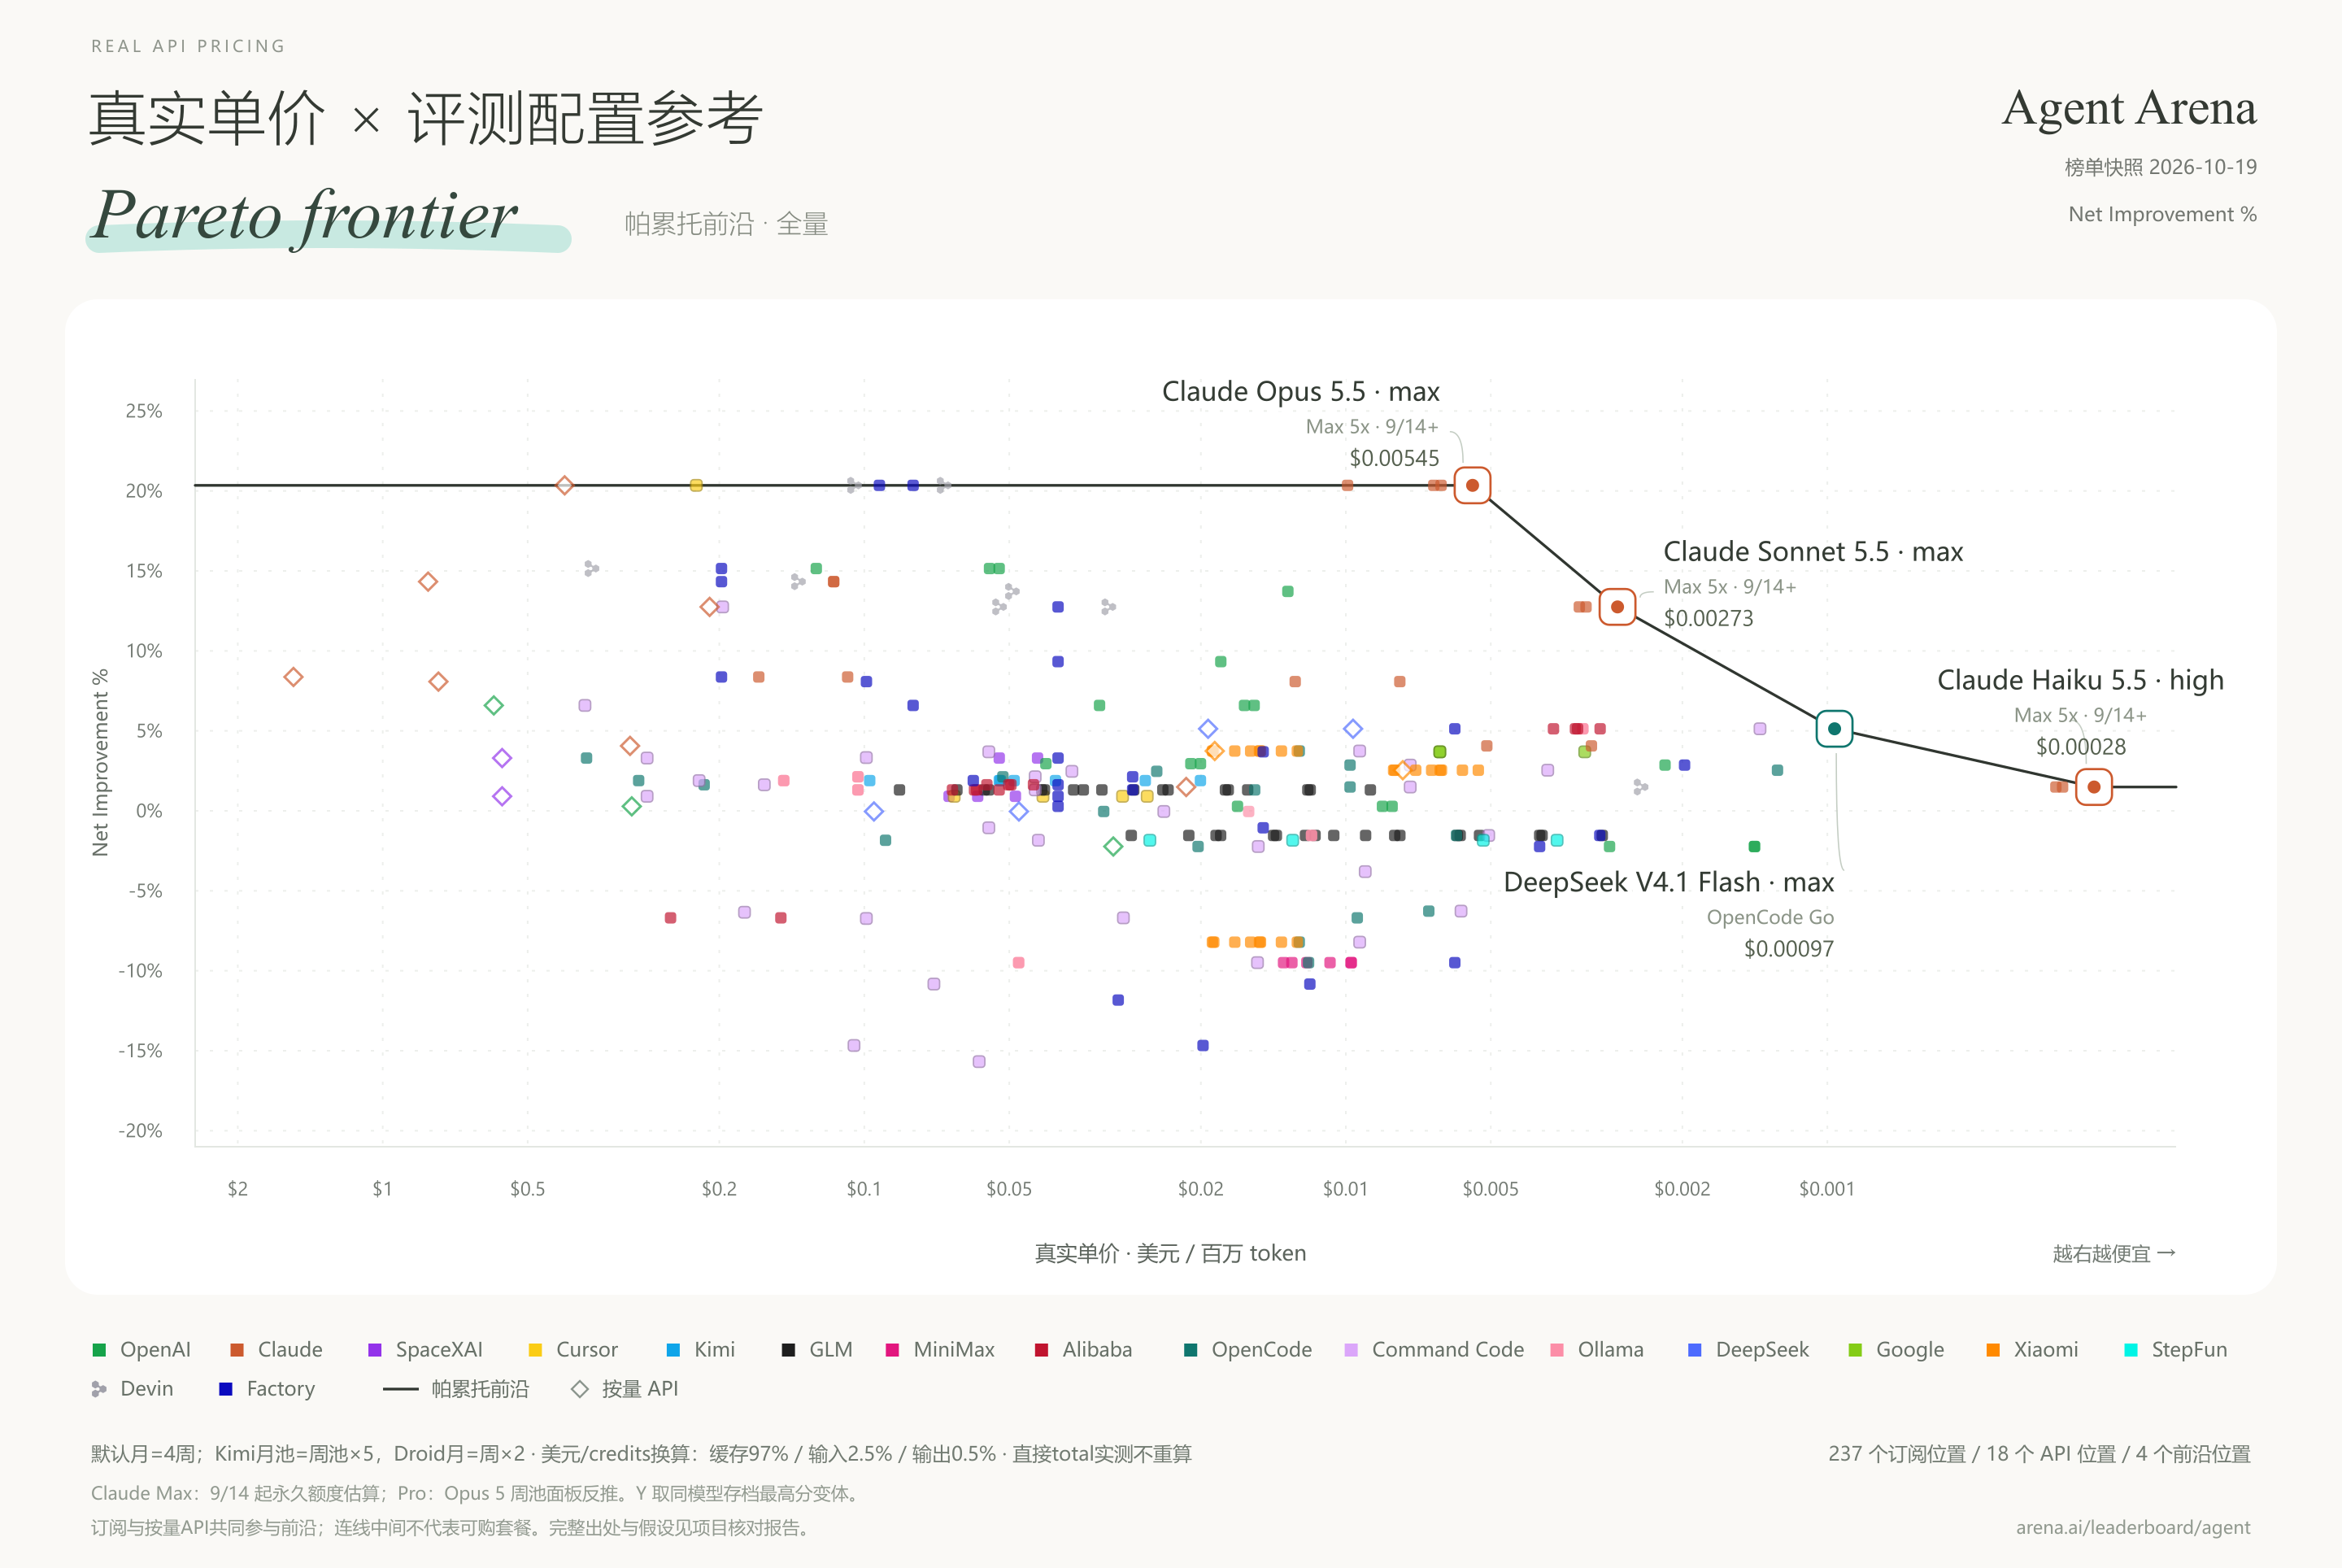 REAL API PRICING
真实单价 × 评测配置参考
Pareto frontier
帕累托前沿 · 全量
Agent Arena
榜单快照 2026-10-19
Net Improvement %
Claude Opus 5.5 · max
Max 5x · 9/14+
$0.00545
Claude Sonnet 5.5 · max
Max 5x · 9/14+
$0.00273
Claude Haiku 5.5 · high
Max 5x · 9/14+
$0.00028
DeepSeek V4.1 Flash · max
OpenCode Go
$0.00097
Net Improvement %
25%
20%
15%
10%
5%
0%
-5%
-10%
-15%
-20%
$2 $1 $0.5 $0.2 $0.1 $0.05 $0.02 $0.01 $0.005 $0.002 $0.001
真实单价 · 美元 / 百万 token
越右越便宜 →
OpenAI Claude SpaceXAI Cursor Kimi GLM MiniMax Alibaba OpenCode Command Code Ollama DeepSeek Google Xiaomi StepFun
Devin Factory 帕累托前沿 按量 API
默认月=4周；Kimi月池=周池×5，Droid月=周×2 · 美元/credits换算：缓存97% / 输入2.5% / 输出0.5% · 直接total实测不重算
237 个订阅位置 / 18 个 API 位置 / 4 个前沿位置
Claude Max：9/14 起永久额度估算；Pro：Opus 5 周池面板反推。Y 取同模型存档最高分变体。
订阅与按量API共同参与前沿；连线中间不代表可购套餐。完整出处与假设见项目核对报告。
arena.ai/leaderboard/agent